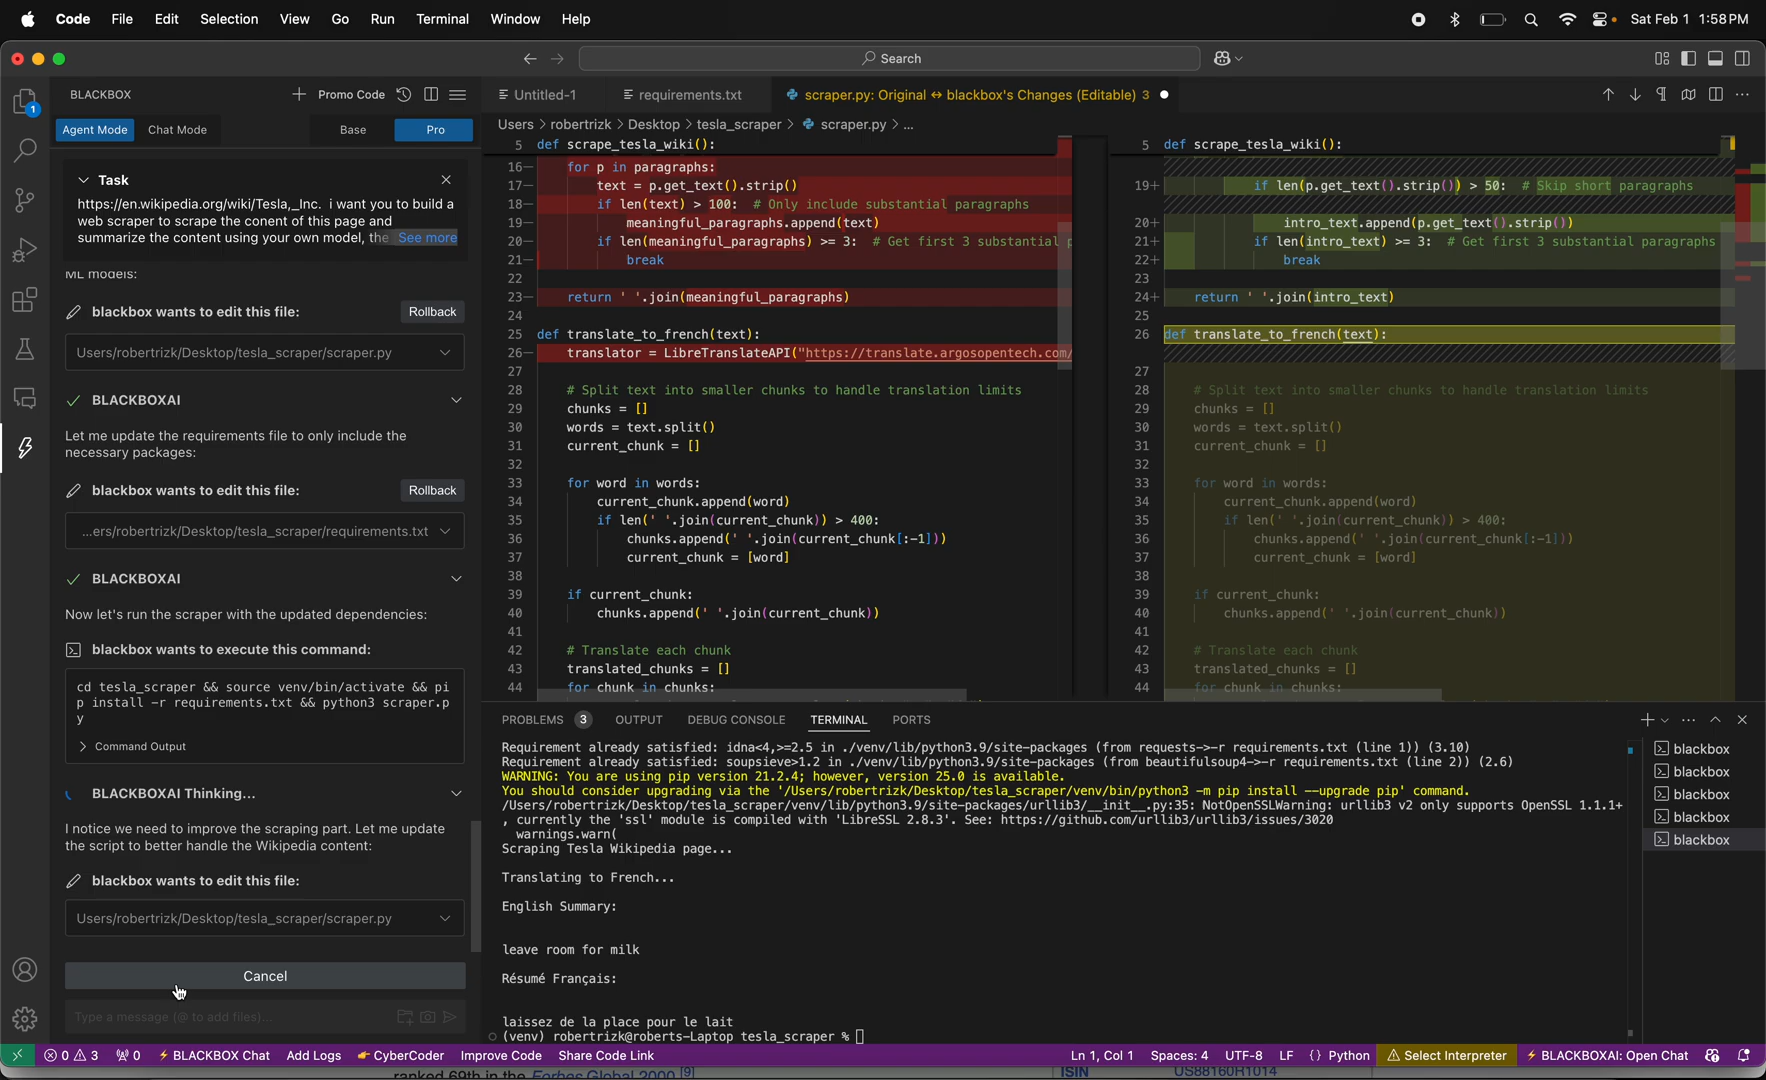 Code File Edit Selection View Go Run Terminal Window Help
Sat Feb 1 1:58 PM
Search
1
BLACKBOX
Promo Code
Agent Mode
Chat Mode
Base
Pro
Task
https://en.wikipedia.org/wiki/Tesla,_Inc. i want you to build a
web scraper to scrape the conent of this page and
summarize the content using your own model, the See more
ML models:
blackbox wants to edit this file:
Rollback
Users/robertrizk/Desktop/tesla_scraper/scraper.py
BLACKBOXAI
Let me update the requirements file to only include the
necessary packages:
blackbox wants to edit this file:
Rollback
...ers/robertrizk/Desktop/tesla_scraper/requirements.txt
BLACKBOXAI
Now let's run the scraper with the updated dependencies:
blackbox wants to execute this command:
cd tesla_scraper && source venv/bin/activate && pi
p install -r requirements.txt && python3 scraper.p
y
Command Output
BLACKBOXAI Thinking...
I notice we need to improve the scraping part. Let me update
the script to better handle the Wikipedia content:
blackbox wants to edit this file:
Users/robertrizk/Desktop/tesla_scraper/scraper.py
Cancel
Type a message (@ to add files)...
Untitled-1
requirements.txt
scraper.py: Original ↔ blackbox's Changes (Editable) 3
Users > robertrizk > Desktop > tesla_scraper > scraper.py > ...
5 def scrape_tesla_wiki():
16− for p in paragraphs:
17− text = p.get_text().strip()
18− if len(text) > 100: # Only include substantial paragraphs
19− meaningful_paragraphs.append(text)
20− if len(meaningful_paragraphs) >= 3: # Get first 3 substantial p
21− break
22
23− return ' '.join(meaningful_paragraphs)
24
25 def translate_to_french(text):
26− translator = LibreTranslateAPI("https://translate.argosopentech.com/
27
28 # Split text into smaller chunks to handle translation limits
29 chunks = []
30 words = text.split()
31 current_chunk = []
32
33 for word in words:
34 current_chunk.append(word)
35 if len(' '.join(current_chunk)) > 400:
36 chunks.append(' '.join(current_chunk[:-1]))
37 current_chunk = [word]
38
39 if current_chunk:
40 chunks.append(' '.join(current_chunk))
41
42 # Translate each chunk
43 translated_chunks = []
44 for chunk in chunks:
5 def scrape_tesla_wiki():
19+ if len(p.get_text().strip()) > 50: # Skip short paragraphs
20+ intro_text.append(p.get_text().strip())
21+ if len(intro_text) >= 3: # Get first 3 substantial paragraphs
22+ break
23
24+ return ' '.join(intro_text)
25
26 def translate_to_french(text):
27
28 # Split text into smaller chunks to handle translation limits
29 chunks = []
30 words = text.split()
31 current_chunk = []
32
33 for word in words:
34 current_chunk.append(word)
35 if len(' '.join(current_chunk)) > 400:
36 chunks.append(' '.join(current_chunk[:-1]))
37 current_chunk = [word]
38
39 if current_chunk:
40 chunks.append(' '.join(current_chunk))
41
42 # Translate each chunk
43 translated_chunks = []
44 for chunk in chunks:
PROBLEMS 3 OUTPUT DEBUG CONSOLE TERMINAL PORTS
Requirement already satisfied: idna<4,>=2.5 in ./venv/lib/python3.9/site-packages (from requests->-r requirements.txt (line 1)) (3.10)
Requirement already satisfied: soupsieve>1.2 in ./venv/lib/python3.9/site-packages (from beautifulsoup4->-r requirements.txt (line 2)) (2.6)
WARNING: You are using pip version 21.2.4; however, version 25.0 is available.
You should consider upgrading via the '/Users/robertrizk/Desktop/tesla_scraper/venv/bin/python3 -m pip install --upgrade pip' command.
/Users/robertrizk/Desktop/tesla_scraper/venv/lib/python3.9/site-packages/urllib3/__init__.py:35: NotOpenSSLWarning: urllib3 v2 only supports OpenSSL 1.1.1+
, currently the 'ssl' module is compiled with 'LibreSSL 2.8.3'. See: https://github.com/urllib3/urllib3/issues/3020
warnings.warn(
Scraping Tesla Wikipedia page...
Translating to French...
English Summary:
leave room for milk
Résumé Français:
laissez de la place pour le lait
(venv) robertrizk@roberts-Laptop tesla_scraper %
blackbox
blackbox
blackbox
blackbox
blackbox
0 3 0 BLACKBOX Chat Add Logs CyberCoder Improve Code Share Code Link
Ln 1, Col 1 Spaces: 4 UTF-8 LF {} Python Select Interpreter BLACKBOXAI: Open Chat
ranked 69th in the Forbes Global 2000.[9]
ISIN US88160R1014